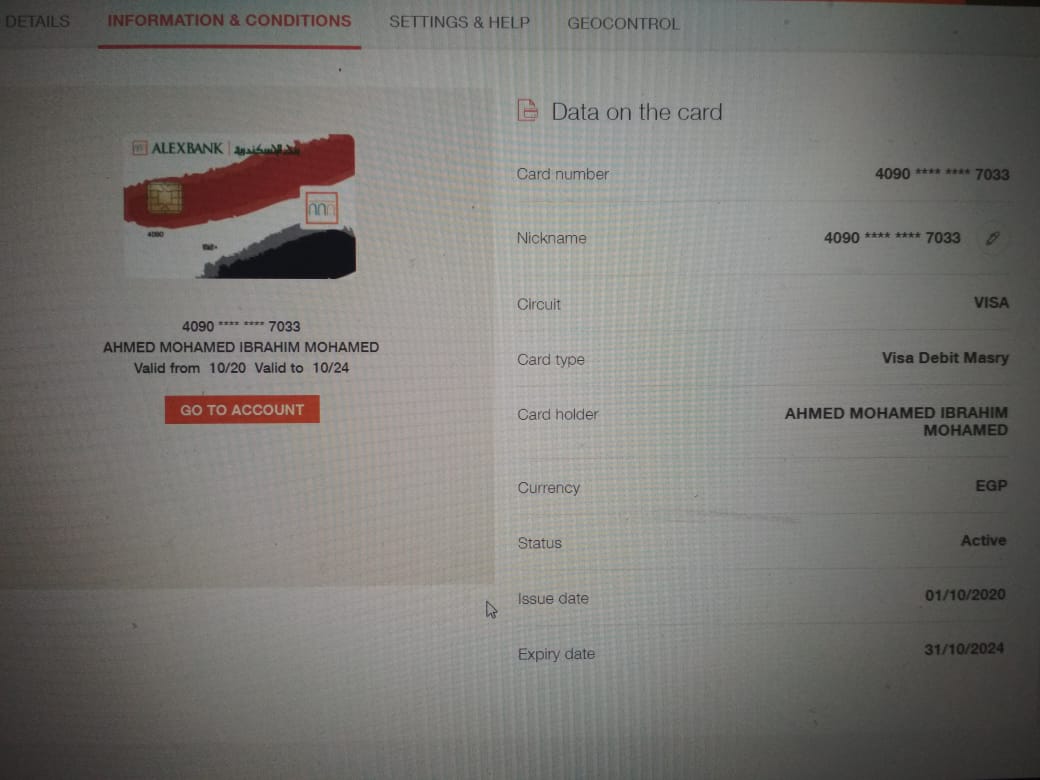 DETAILS
INFORMATION & CONDITIONS
SETTINGS & HELP
GEOCONTROL
ALEXBANK | بنك الإسكندرية
4090
4090 **** **** 7033
AHMED MOHAMED IBRAHIM MOHAMED
Valid from 10/20 Valid to 10/24
GO TO ACCOUNT
Data on the card
Card number 4090 **** **** 7033
Nickname 4090 **** **** 7033
Circuit VISA
Card type Visa Debit Masry
Card holder AHMED MOHAMED IBRAHIM
MOHAMED
Currency EGP
Status Active
Issue date 01/10/2020
Expiry date 31/10/2024